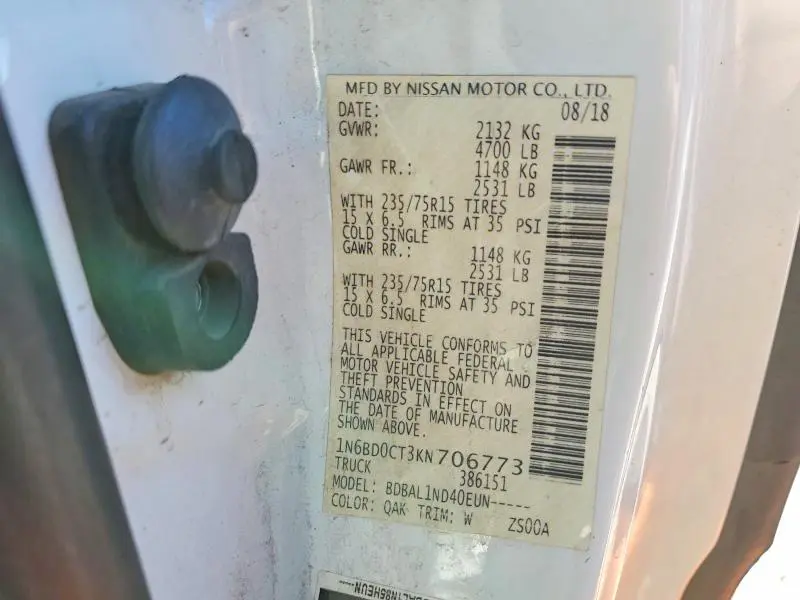 MFD BY NISSAN MOTOR CO., LTD.
DATE: 08/18
GVWR: 2132 KG
4700 LB
GAWR FR.: 1148 KG
2531 LB
WITH 235/75R15 TIRES
15 X 6.5 RIMS AT 35 PSI
COLD SINGLE
GAWR RR.: 1148 KG
2531 LB
WITH 235/75R15 TIRES
15 X 6.5 RIMS AT 35 PSI
COLD SINGLE
THIS VEHICLE CONFORMS TO
ALL APPLICABLE FEDERAL
MOTOR VEHICLE SAFETY AND
THEFT PREVENTION
STANDARDS IN EFFECT ON
THE DATE OF MANUFACTURE
SHOWN ABOVE.
1N6BD0CT3KN706773
TRUCK 386151
MODEL: BDBAL1ND40EUN-----
COLOR: QAK TRIM: W ZS00A